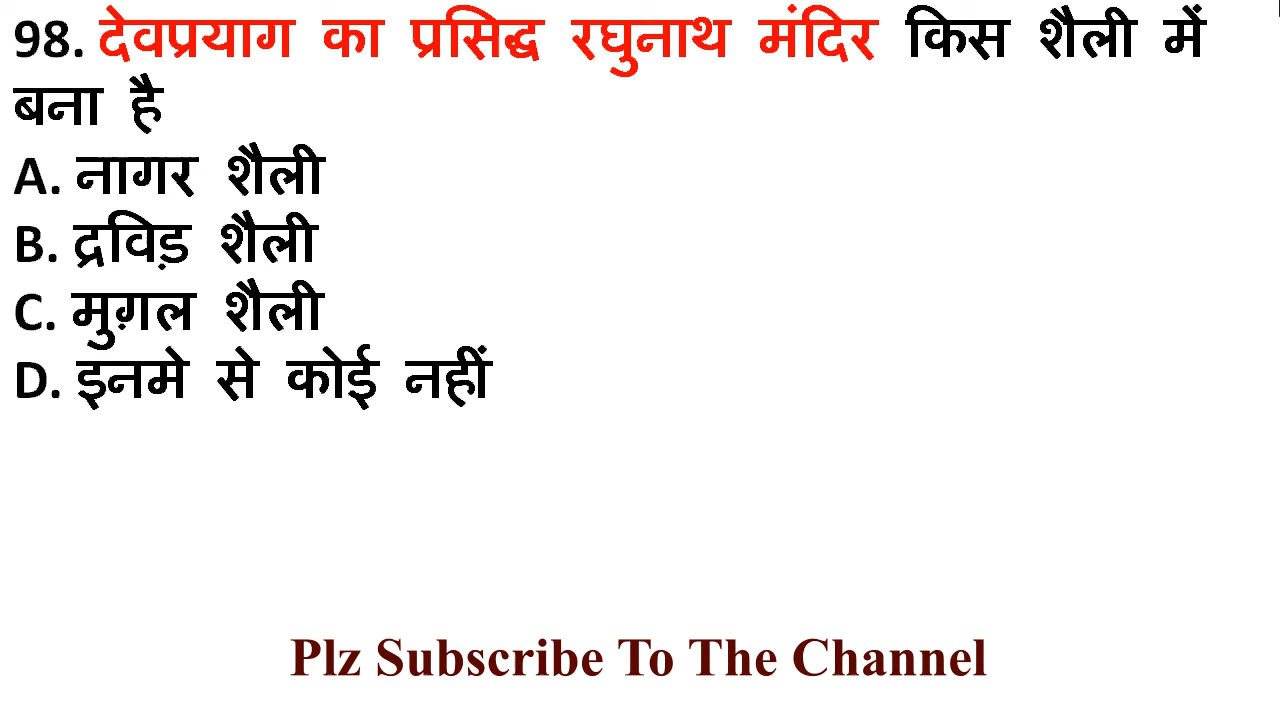 98. देवप्रयाग का प्रसिद्ध रघुनाथ मंदिर किस शैली में
बना है
A. नागर शैली
B. द्रविड़ शैली
C. मुग़ल शैली
D. इनमे से कोई नहीं
Plz Subscribe To The Channel